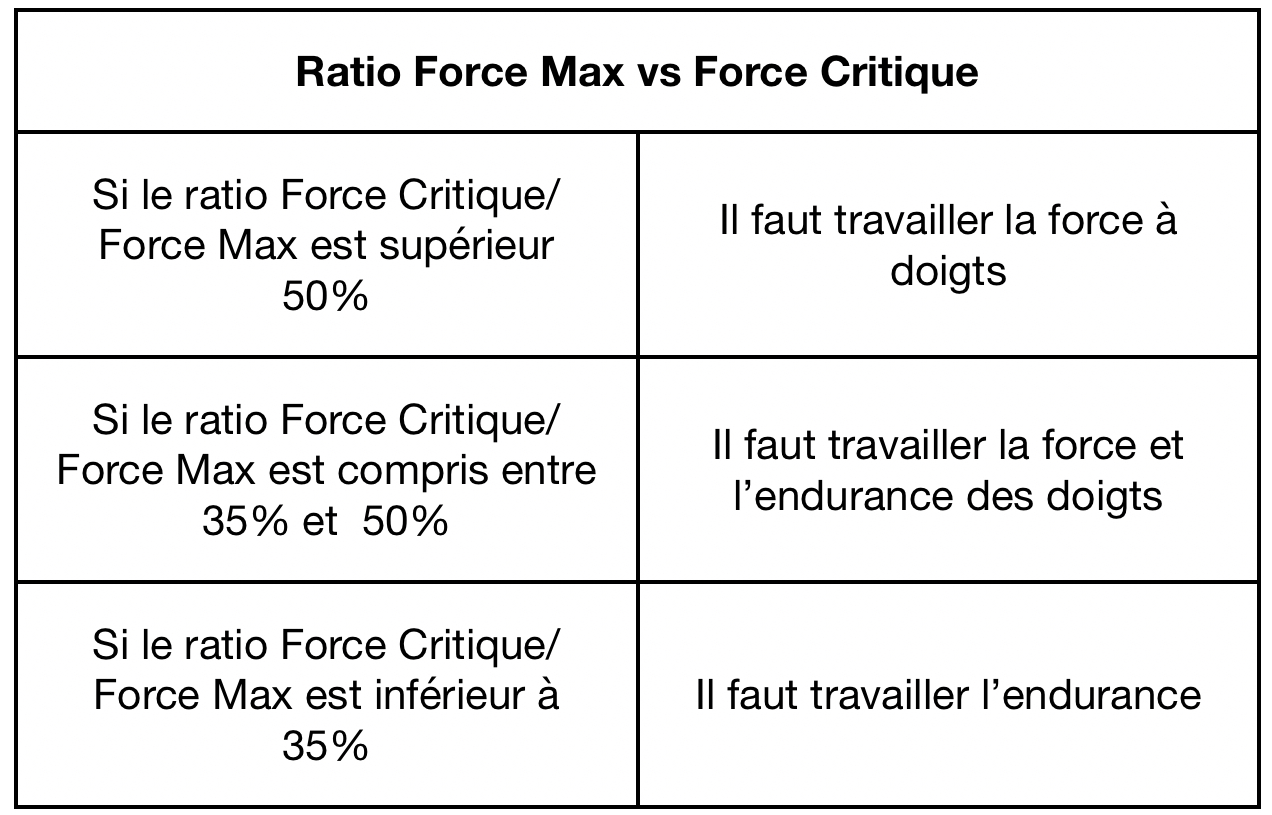 Ratio Force Max vs Force Critique
Si le ratio Force Critique/
Force Max est supérieur
50%
Il faut travailler la force à
doigts
Si le ratio Force Critique/
Force Max est compris entre
35% et  50%
Il faut travailler la force et
l’endurance des doigts
Si le ratio Force Critique/
Force Max est inférieur à
35%
Il faut travailler l’endurance